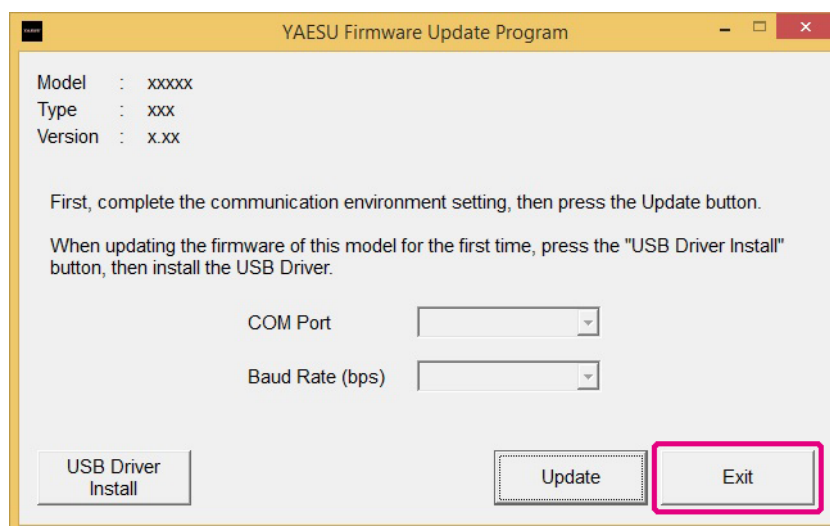 YAESU Firmware Update Program
Model : xxxxx
Type : xxx
Version : x.xx
First, complete the communication environment setting, then press the Update button.
When updating the firmware of this model for the first time, press the "USB Driver Install"
button, then install the USB Driver.
COM Port
Baud Rate (bps)
USB Driver
Install
Update
Exit